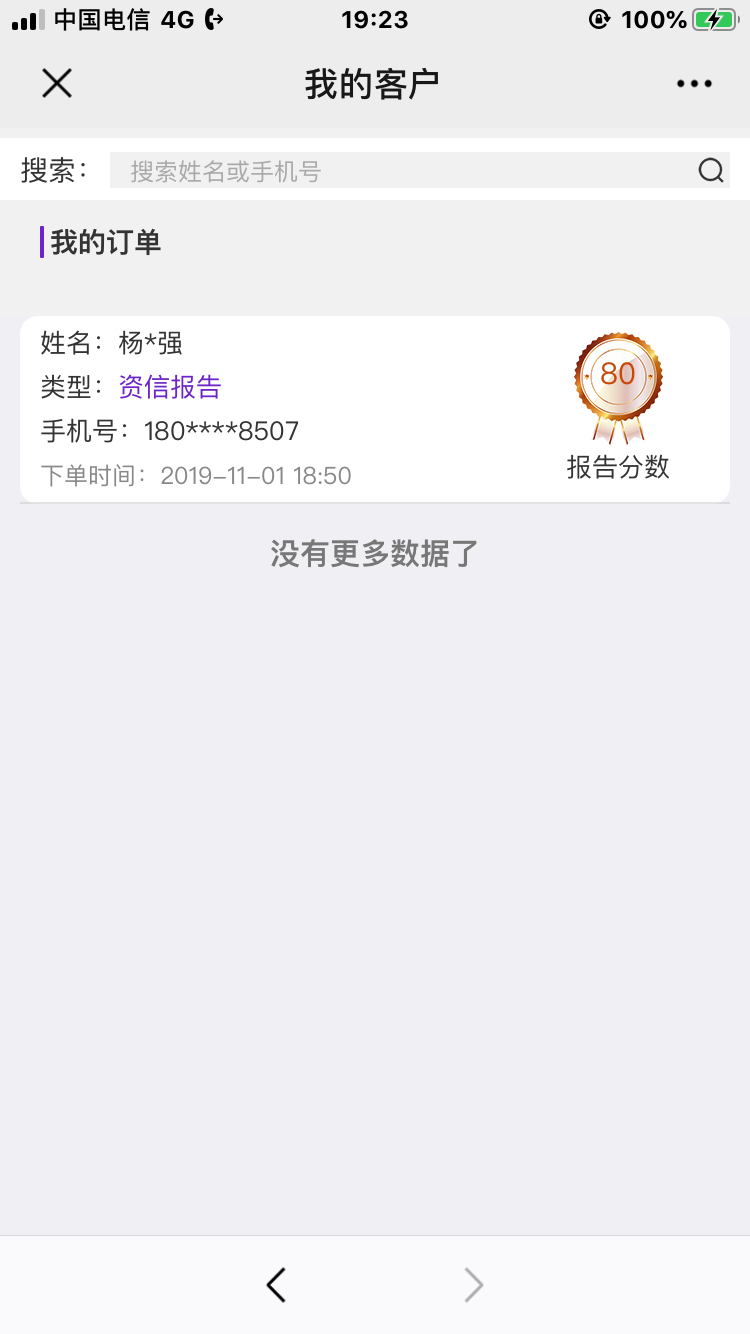 中国电信 4G 19:23 100%
我的客户
搜索： 搜索姓名或手机号
我的订单
姓名：杨*强
类型：资信报告
手机号：180****8507
下单时间：2019-11-01 18:50
80
报告分数
没有更多数据了